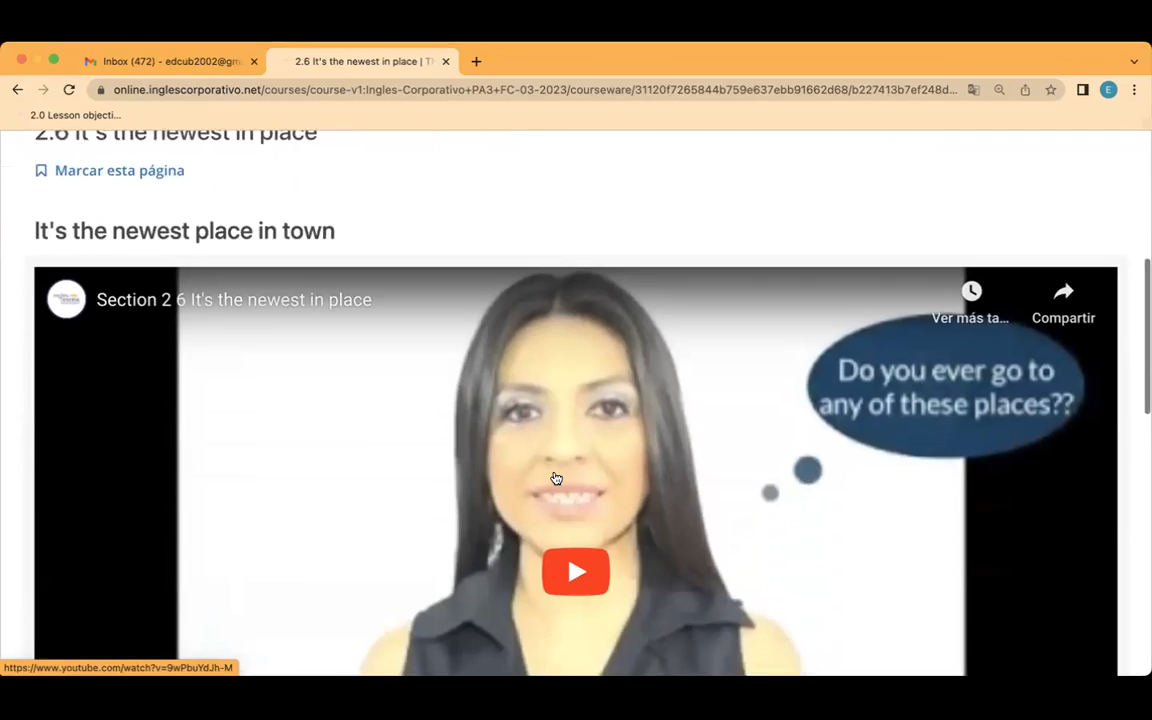 Inbox (472) - edcub2002@gm
2.6 It's the newest in place | T
online.inglescorporativo.net/courses/course-v1:Ingles-Corporativo+PA3+FC-03-2023/courseware/31120f7265844b759e637ebb91662d68/b227413b7ef248d...
E
2.0 Lesson objecti...
2.6 It's the newest in place
Marcar esta página
It's the newest place in town
Section 2 6 It's the newest in place
Ver más ta...
Compartir
Do you ever go to
any of these places??
https://www.youtube.com/watch?v=9wPbuYdJh-M